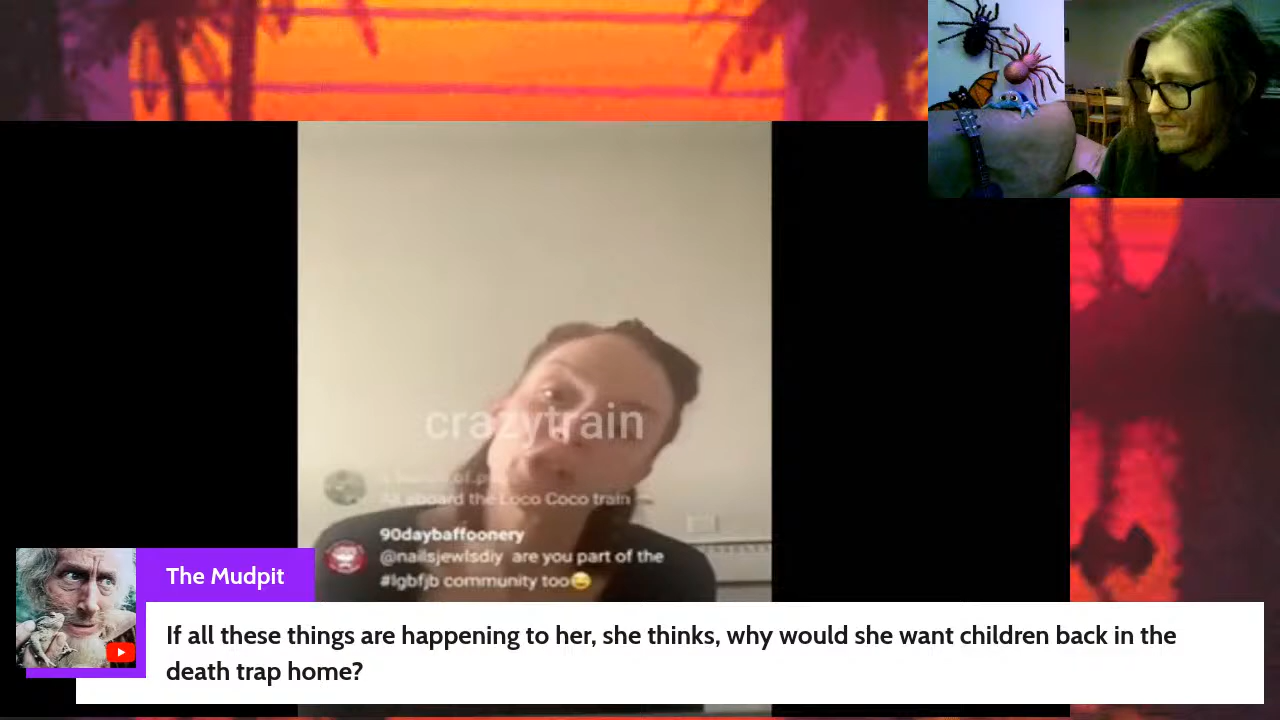 crazytrain
All aboard the Loco Coco train
90daybaffoonery
@nailsjewlsdiy are you part of the
#lgbfjb community too😂
The Mudpit
If all these things are happening to her, she thinks, why would she want children back in the
death trap home?